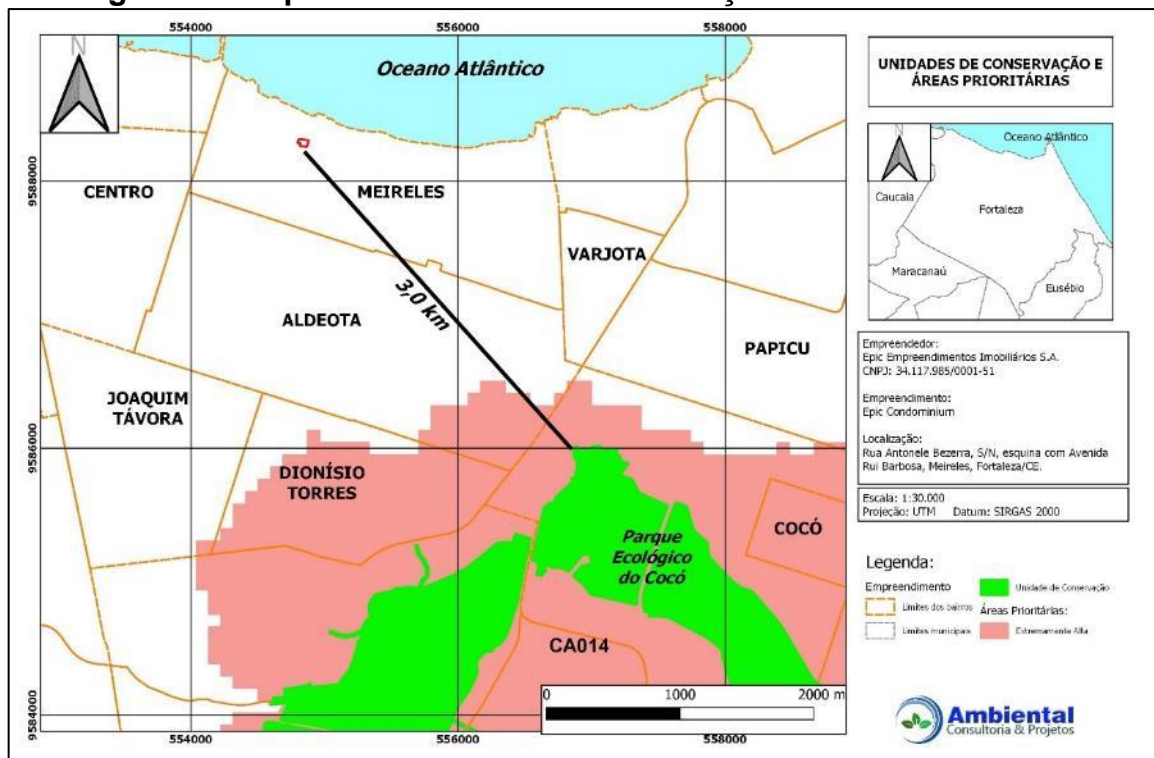 554000
556000
558000
N
Oceano Atlântico
9588000
CENTRO
MEIRELES
VARJOTA
3,0 km
ALDEOTA
PAPICU
JOAQUIM
TÁVORA
9586000
DIONÍSIO
TORRES
COCÓ
Parque
Ecológico
do Cocó
CA014
0
1000
2000 m
9584000
554000
556000
558000
UNIDADES DE CONSERVAÇÃO E
ÁREAS PRIORITÁRIAS
N
Oceano Atlântico
Caucaia
Fortaleza
Maracanaú
Eusébio
Empreendedor:
Epic Empreendimentos Imobiliários S.A.
CNPJ: 34.117.985/0001-51
Empreendimento:
Epic Condominium
Localização:
Rua Antonele Bezerra, S/N, esquina com Avenida
Rui Barbosa, Meireles, Fortaleza/CE.
Escala: 1:30.000
Projeção: UTM Datum: SIRGAS 2000
Legenda:
Empreendimento
Unidade de Conservação
Limites dos bairros
Áreas Prioritárias:
Limites municipais
Extremamente Alta
Ambiental
Consultoria & Projetos